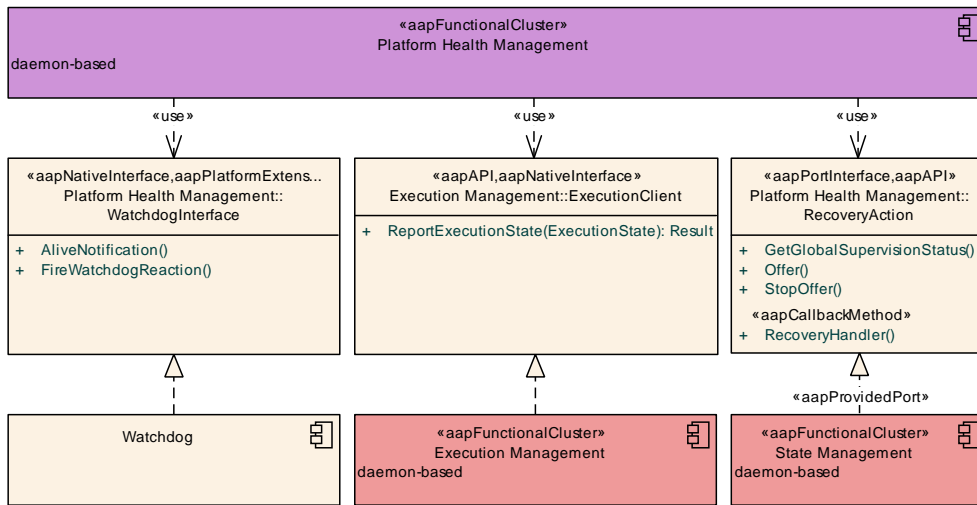 «aapFunctionalCluster»
Platform Health Management
daemon-based
«use»
«use»
«use»
«aapNativeInterface,aapPlatformExtens...
Platform Health Management::
WatchdogInterface
+ AliveNotification()
+ FireWatchdogReaction()
«aapAPI,aapNativeInterface»
Execution Management::ExecutionClient
+ ReportExecutionState(ExecutionState): Result
«aapPortInterface,aapAPI»
Platform Health Management::
RecoveryAction
+ GetGlobalSupervisionStatus()
+ Offer()
+ StopOffer()
«aapCallbackMethod»
+ RecoveryHandler()
«aapProvidedPort»
Watchdog
«aapFunctionalCluster»
Execution Management
daemon-based
«aapFunctionalCluster»
State Management
daemon-based